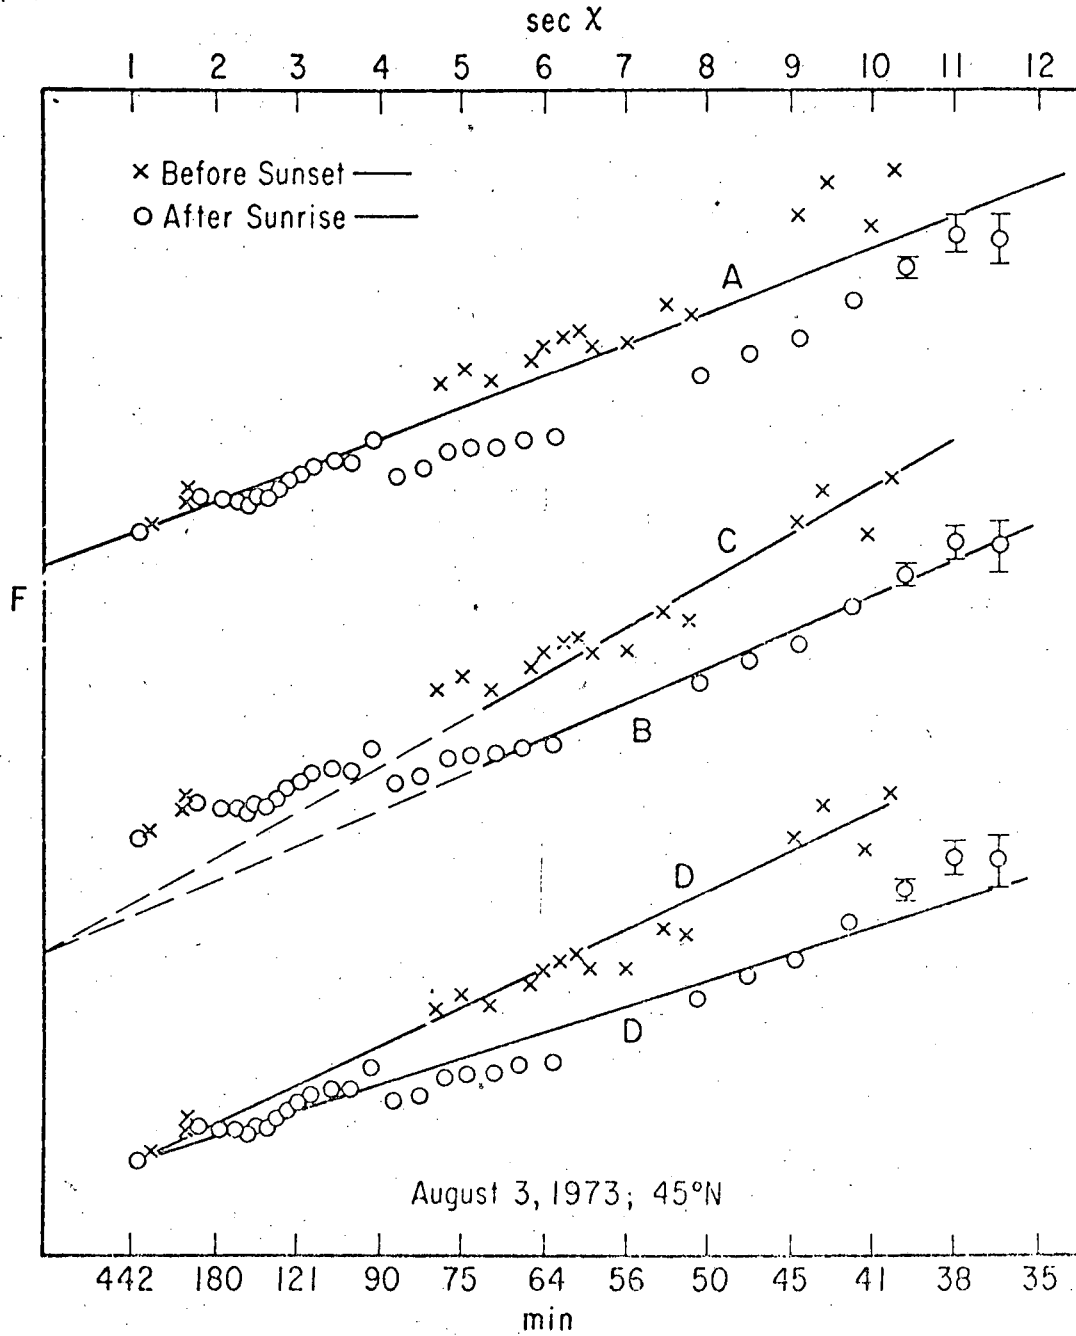 sec χ
1 2 3 4 5 6 7 8 9 10 11 12
× Before Sunset —
O After Sunrise —
A
C
F
B
D
D
August 3, 1973; 45°N
442 180 121 90 75 64 56 50 45 41 38 35
min